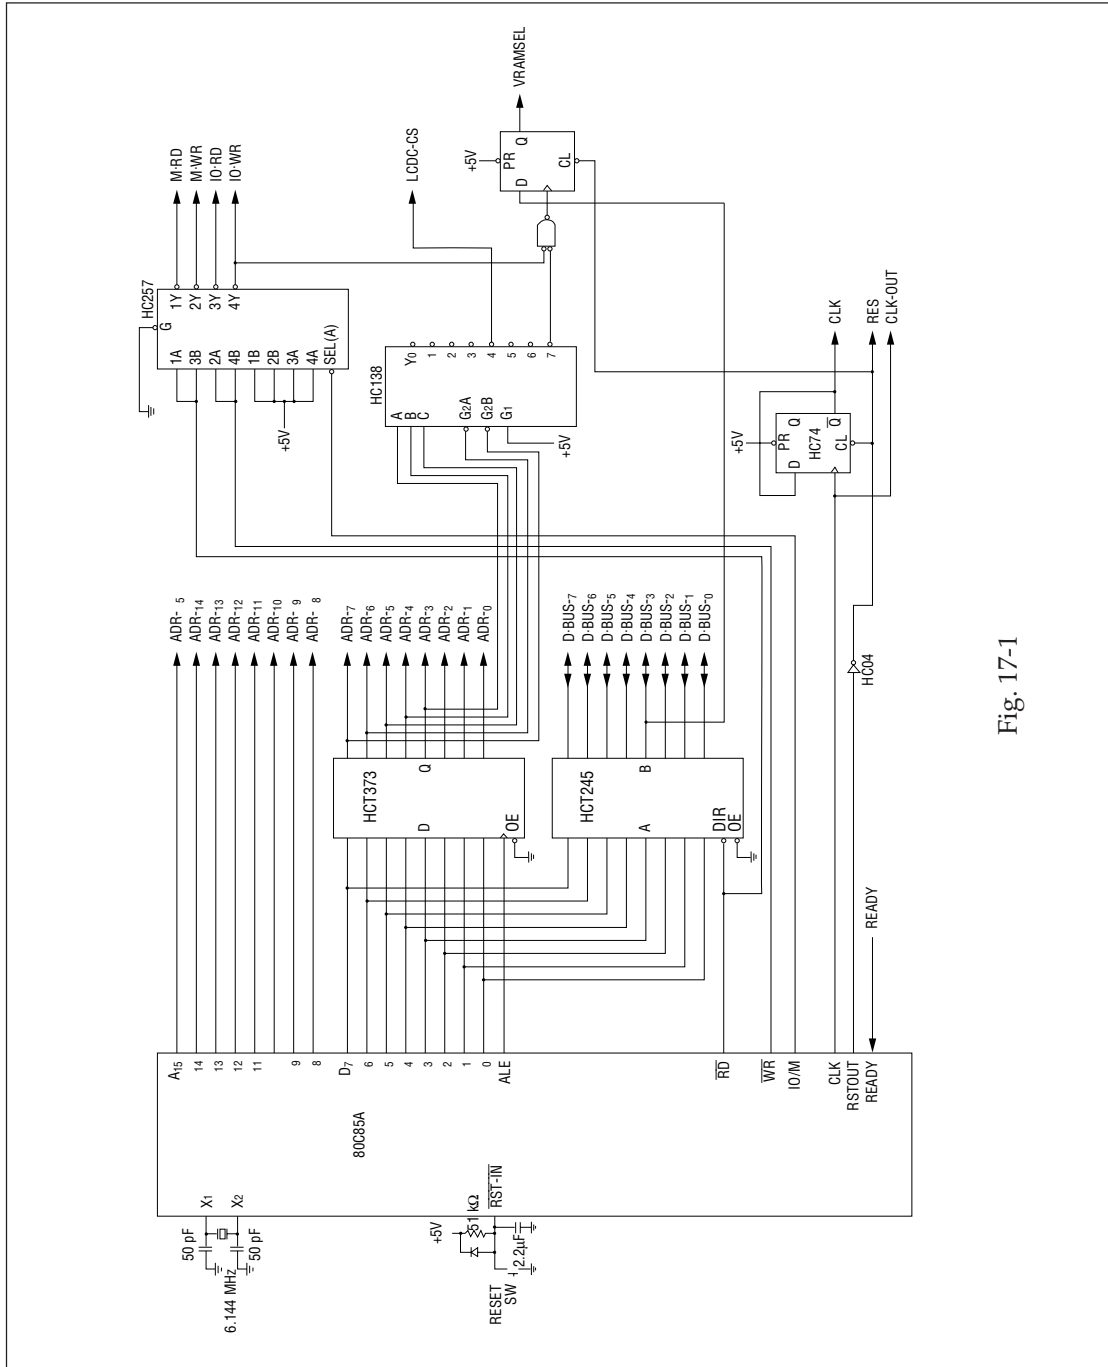 VRAMSEL
+5V
PR
Q
D
CL
LCDC-CS
M·RD
M·WR
IO·RD
IO·WR
HC257
G
1Y
2Y
3Y
4Y
1A
3B
2A
4B
1B
2B
3A
4A
SEL(A)
+5V
HC138
Y0
1
2
3
4
5
6
7
A
B
C
G2A
G2B
G1
+5V
CLK
RES
CLK-OUT
+5V
PR
Q
D
HC74
Q
CL
ADR- 5
ADR-14
ADR-13
ADR-12
ADR-11
ADR-10
ADR- 9
ADR- 8
ADR-7
ADR-6
ADR-5
ADR-4
ADR-3
ADR-2
ADR-1
ADR-0
D·BUS-7
D·BUS-6
D·BUS-5
D·BUS-4
D·BUS-3
D·BUS-2
D·BUS-1
D·BUS-0
HC04
HCT373
D
Q
OE
HCT245
A
B
DIR
OE
READY
A15
14
13
12
11
9
8
D7
6
5
4
3
2
1
0
ALE
RD
WR
IO/M
CLK
RSTOUT
READY
80C85A
X1
X2
RST-IN
50 pF
50 pF
6.144 MHz
+5V
51 kΩ
2.2μF
RESET
SW
Fig. 17-1